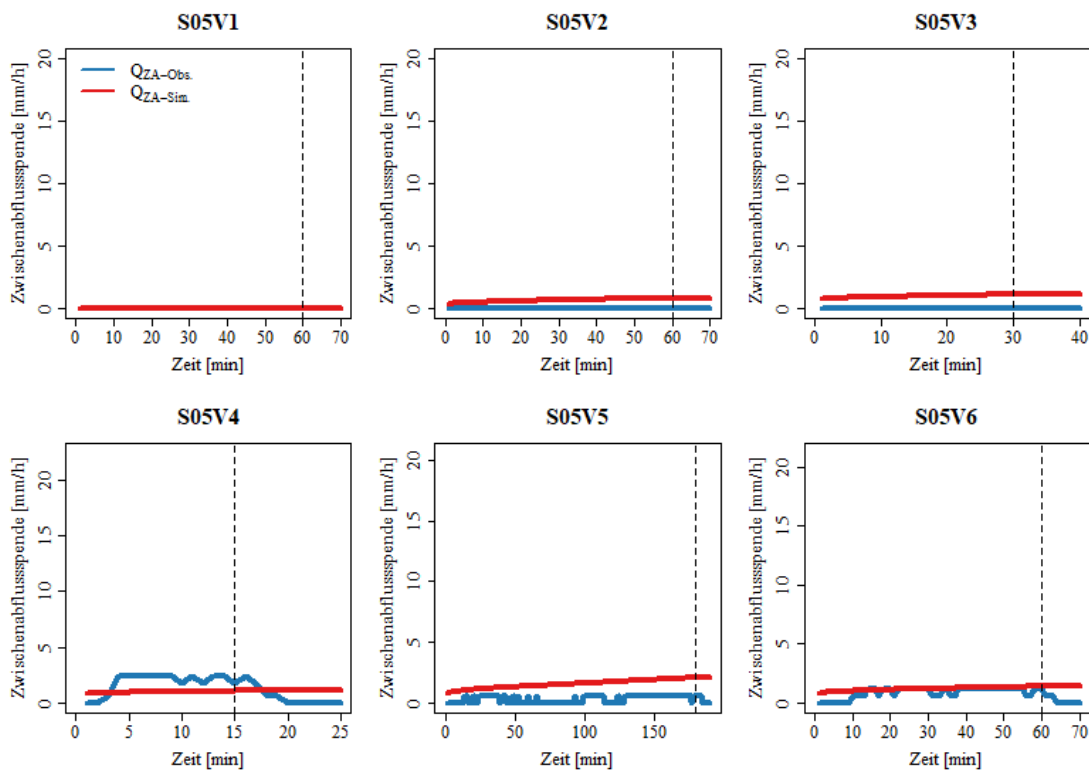 S05V1
Zwischenabflussspende [mm/h]
20
15
10
5
0
Q ZA−Obs.
Q ZA−Sim.
0 10 20 30 40 50 60 70
Zeit [min]
S05V2
Zwischenabflussspende [mm/h]
20
15
10
5
0
0 10 20 30 40 50 60 70
Zeit [min]
S05V3
Zwischenabflussspende [mm/h]
20
15
10
5
0
0 10 20 30 40
Zeit [min]
S05V4
Zwischenabflussspende [mm/h]
20
15
10
5
0
0 5 10 15 20 25
Zeit [min]
S05V5
Zwischenabflussspende [mm/h]
20
15
10
5
0
0 50 100 150
Zeit [min]
S05V6
Zwischenabflussspende [mm/h]
20
15
10
5
0
0 10 20 30 40 50 60 70
Zeit [min]